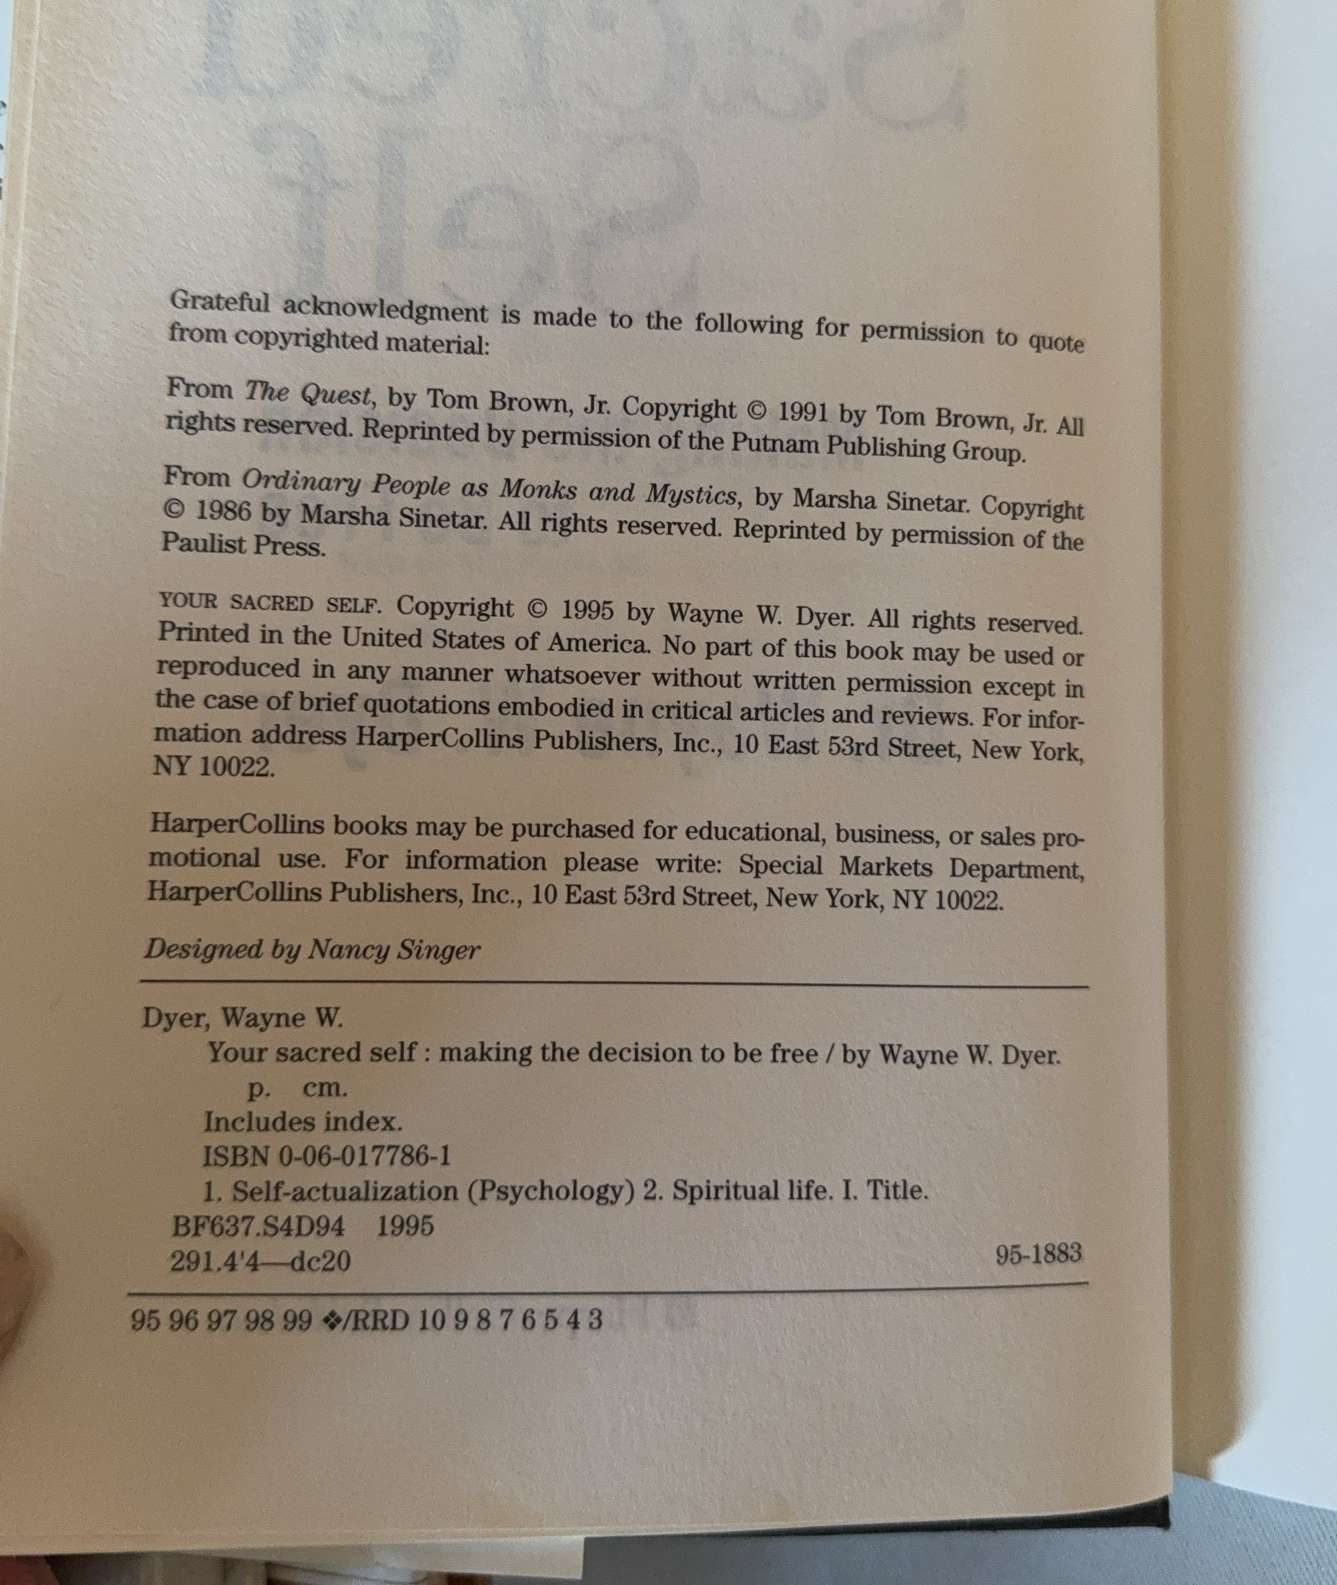 Grateful acknowledgment is made to the following for permission to quote
from copyrighted material:
From The Quest, by Tom Brown, Jr. Copyright © 1991 by Tom Brown, Jr. All
rights reserved. Reprinted by permission of the Putnam Publishing Group.
From Ordinary People as Monks and Mystics, by Marsha Sinetar. Copyright
© 1986 by Marsha Sinetar. All rights reserved. Reprinted by permission of the
Paulist Press.
YOUR SACRED SELF. Copyright © 1995 by Wayne W. Dyer. All rights reserved.
Printed in the United States of America. No part of this book may be used or
reproduced in any manner whatsoever without written permission except in
the case of brief quotations embodied in critical articles and reviews. For infor-
mation address HarperCollins Publishers, Inc., 10 East 53rd Street, New York,
NY 10022.
HarperCollins books may be purchased for educational, business, or sales pro-
motional use. For information please write: Special Markets Department,
HarperCollins Publishers, Inc., 10 East 53rd Street, New York, NY 10022.
Designed by Nancy Singer
Dyer, Wayne W.
Your sacred self : making the decision to be free / by Wayne W. Dyer.
p. cm.
Includes index.
ISBN 0-06-017786-1
1. Self-actualization (Psychology) 2. Spiritual life. I. Title.
BF637.S4D94 1995
291.4'4—dc20 95-1883
95 96 97 98 99 ❖/RRD 10 9 8 7 6 5 4 3